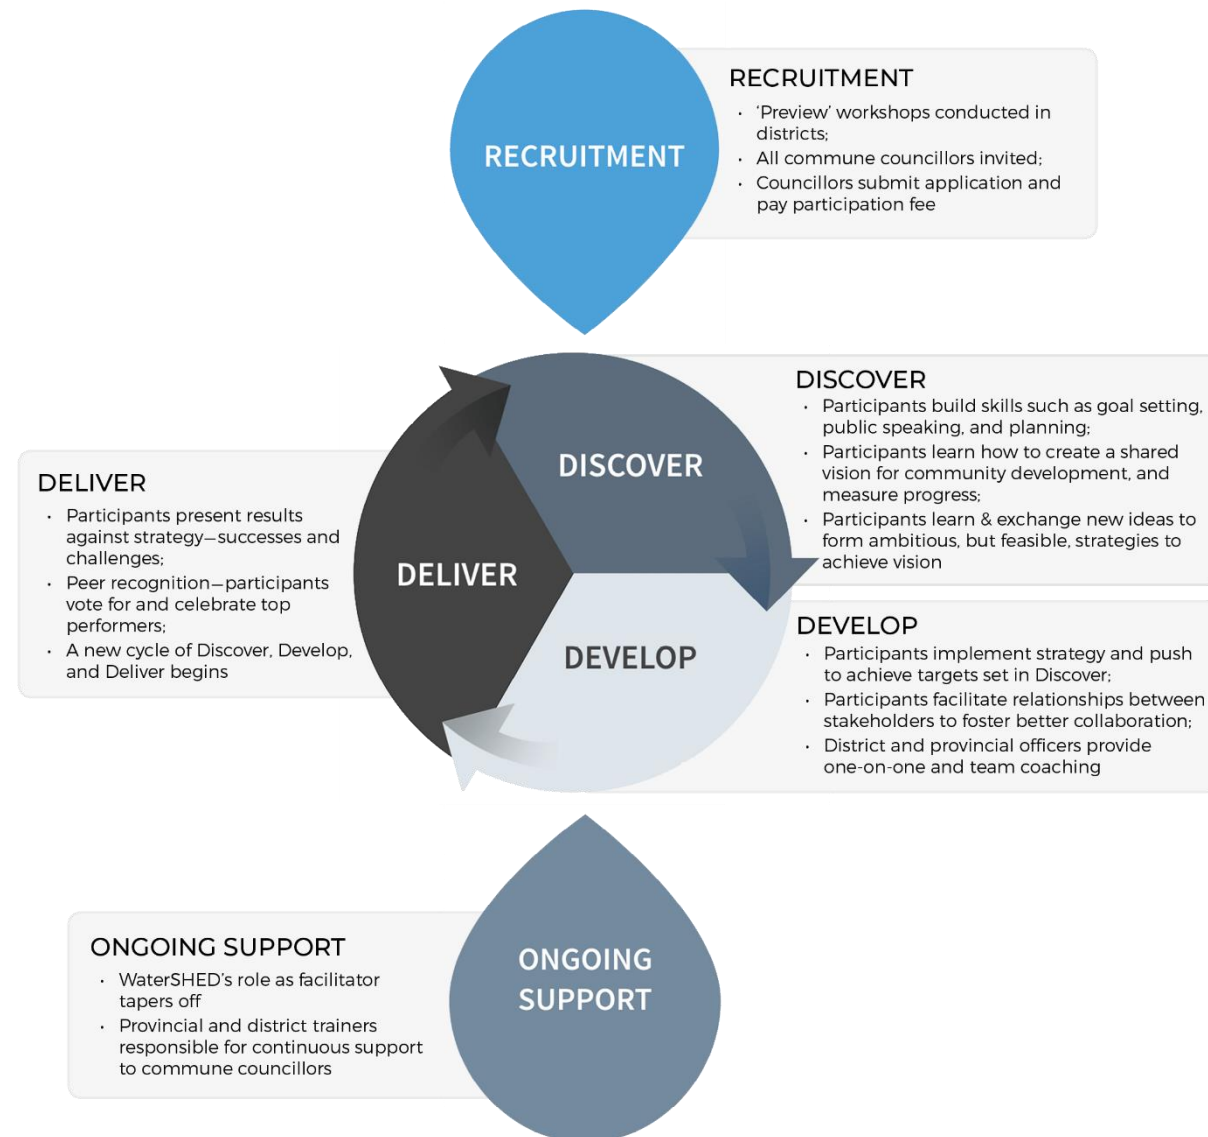 RECRUITMENT
RECRUITMENT
• ‘Preview’ workshops conducted in
districts;
• All commune councillors invited;
• Councillors submit application and
pay participation fee
DISCOVER
DISCOVER
• Participants build skills such as goal setting,
public speaking, and planning;
• Participants learn how to create a shared
vision for community development, and
measure progress;
• Participants learn & exchange new ideas to
form ambitious, but feasible, strategies to
achieve vision
DEVELOP
DEVELOP
• Participants implement strategy and push
to achieve targets set in Discover;
• Participants facilitate relationships between
stakeholders to foster better collaboration;
• District and provincial officers provide
one-on-one and team coaching
DELIVER
DELIVER
• Participants present results
against strategy—successes and
challenges;
• Peer recognition—participants
vote for and celebrate top
performers;
• A new cycle of Discover, Develop,
and Deliver begins
ONGOING
SUPPORT
ONGOING SUPPORT
• WaterSHED’s role as facilitator
tapers off
• Provincial and district trainers
responsible for continuous support
to commune councillors